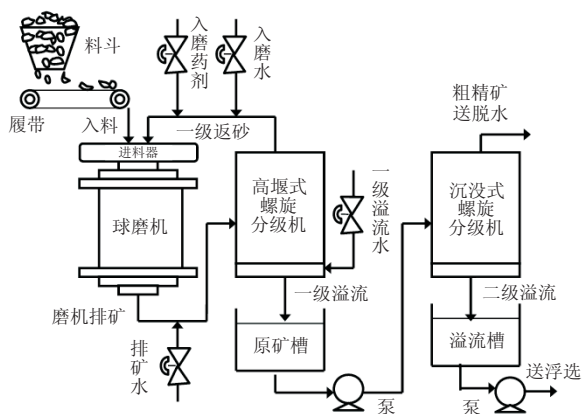 料斗
履带
入料
入磨药剂
入磨水
一级返砂
进料器
球磨机
磨机排矿
排矿水
高堰式
螺旋
分级机
一级溢流水
一级溢流
原矿槽
泵
粗精矿
送脱水
沉没式
螺旋
分级机
二级溢流
溢流槽
泵
送浮选